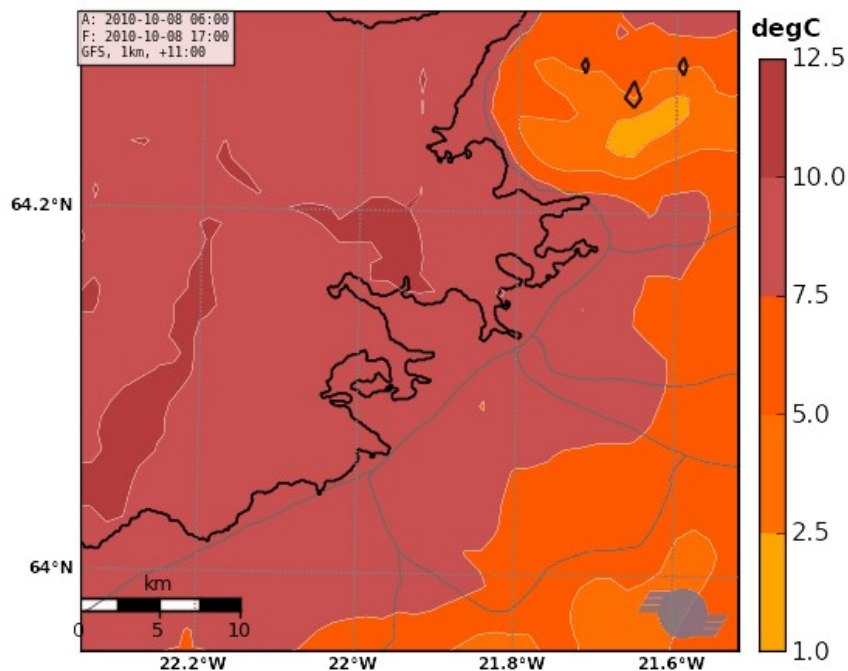 A: 2010-10-08 06:00
F: 2010-10-08 17:00
GFS, 1km, +11:00
degC
12.5
10.0
7.5
5.0
2.5
1.0
64.2°N
64°N
km
0 5 10
22.2°W 22°W 21.8°W 21.6°W